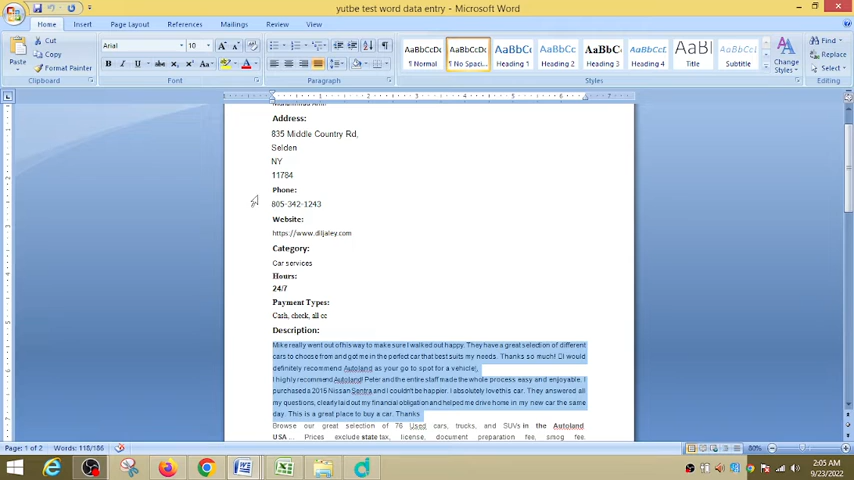 yutbe test word data entry - Microsoft Word
Home Insert Page Layout References Mailings Review View
Paste
Cut
Copy
Format Painter
Clipboard
Arial 10
Font
Paragraph
AaBbCcDc AaBbCcDc AaBbC AaBbCc AaBbCc AaBbCc AaBl AaBbCc
¶ Normal ¶ No Spaci... Heading 1 Heading 2 Heading 3 Heading 4 Title Subtitle
Change Styles
Styles
Find
Replace
Select
Editing
Address:
835 Middle Country Rd,
Selden
NY
11784
Phone:
805-342-1243
Website:
https://www.diljaley.com
Category:
Car services
Hours:
24/7
Payment Types:
Cash, check, all cc
Description:
Mike really went out of his way to make sure I walked out happy. They have a great selection of different
cars to choose from and got me in the perfect car that best suits my needs. Thanks so much! I would
definitely recommend Autoland as your go to spot for a vehicle!,
I highly recommend Autoland! Peter and the entire staff made the whole process easy and enjoyable. I
purchased a 2015 Nissan Sentra and I couldn't be happier. I absolutely love this car. They answered all
my questions, clearly laid out my financial obligation and helped me drive home in my new car the same
day. This is a great place to buy a car. Thanks
Browse our great selection of 76 Used cars, trucks, and SUVs in the Autoland
USA ... Prices exclude state tax, license, document preparation fee, smog fee.
Page: 1 of 2 Words: 118/186 80%
2:05 AM
9/23/2022